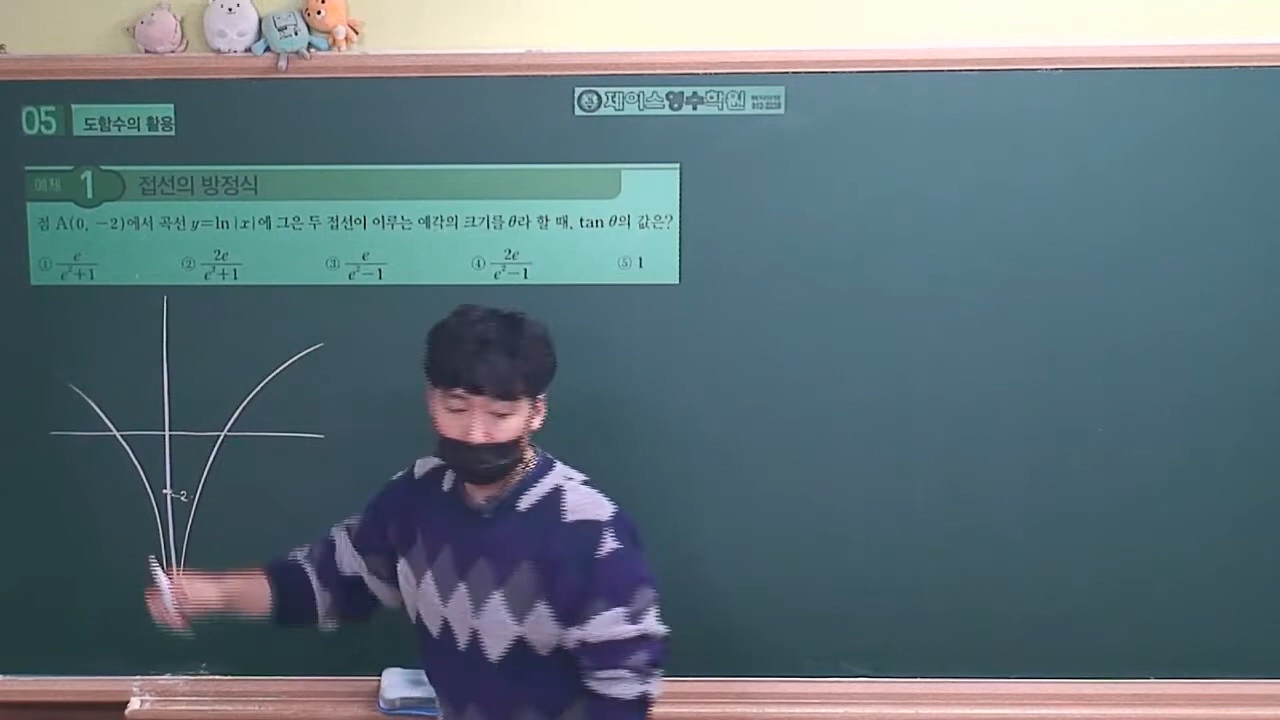 제이스영수학원
05 도함수의 활용
예제 1 접선의 방정식
점 A(0, −2)에서 곡선 y=ln|x|에 그은 두 접선이 이루는 예각의 크기를 θ라 할 때, tan θ의 값은?
① e/(e²+1) ② 2e/(e²+1) ③ e/(e²−1) ④ 2e/(e²−1) ⑤ 1
-2